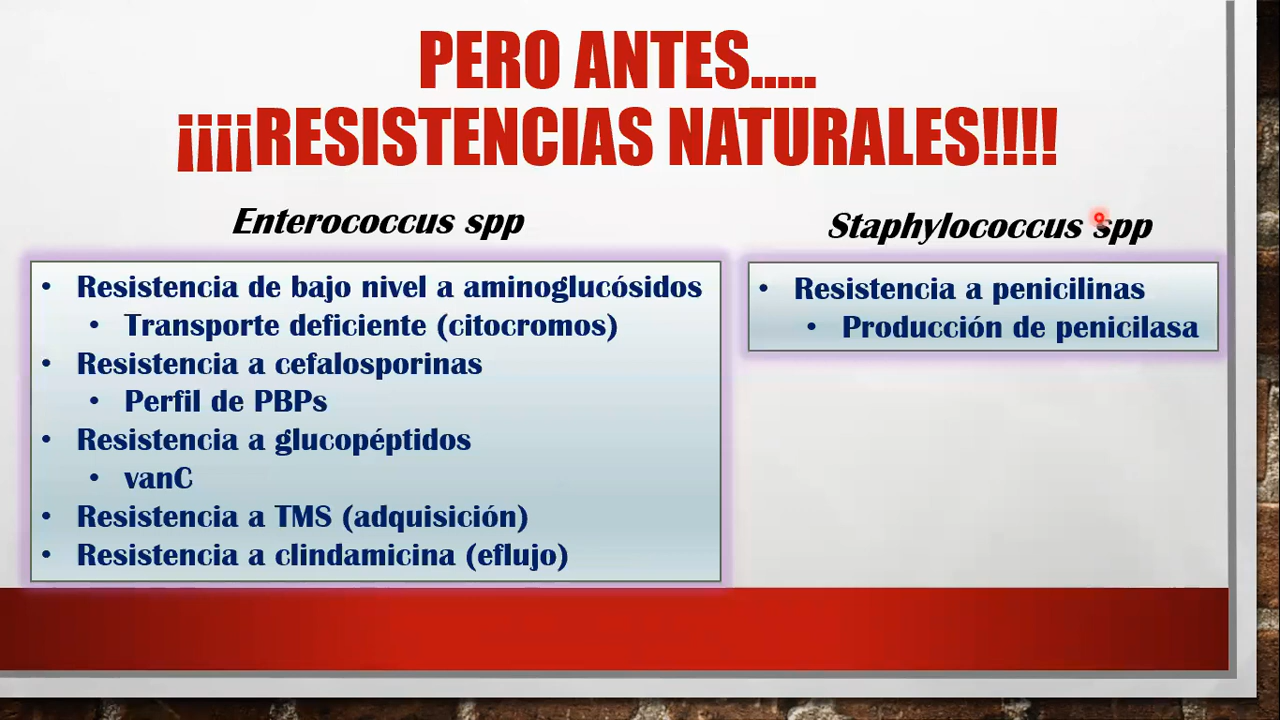 PERO ANTES.....
¡¡¡¡RESISTENCIAS NATURALES!!!!
Enterococcus spp
• Resistencia de bajo nivel a aminoglucósidos
• Transporte deficiente (citocromos)
• Resistencia a cefalosporinas
• Perfil de PBPs
• Resistencia a glucopéptidos
• vanC
• Resistencia a TMS (adquisición)
• Resistencia a clindamicina (eflujo)
Staphylococcus spp
• Resistencia a penicilinas
• Producción de penicilasa